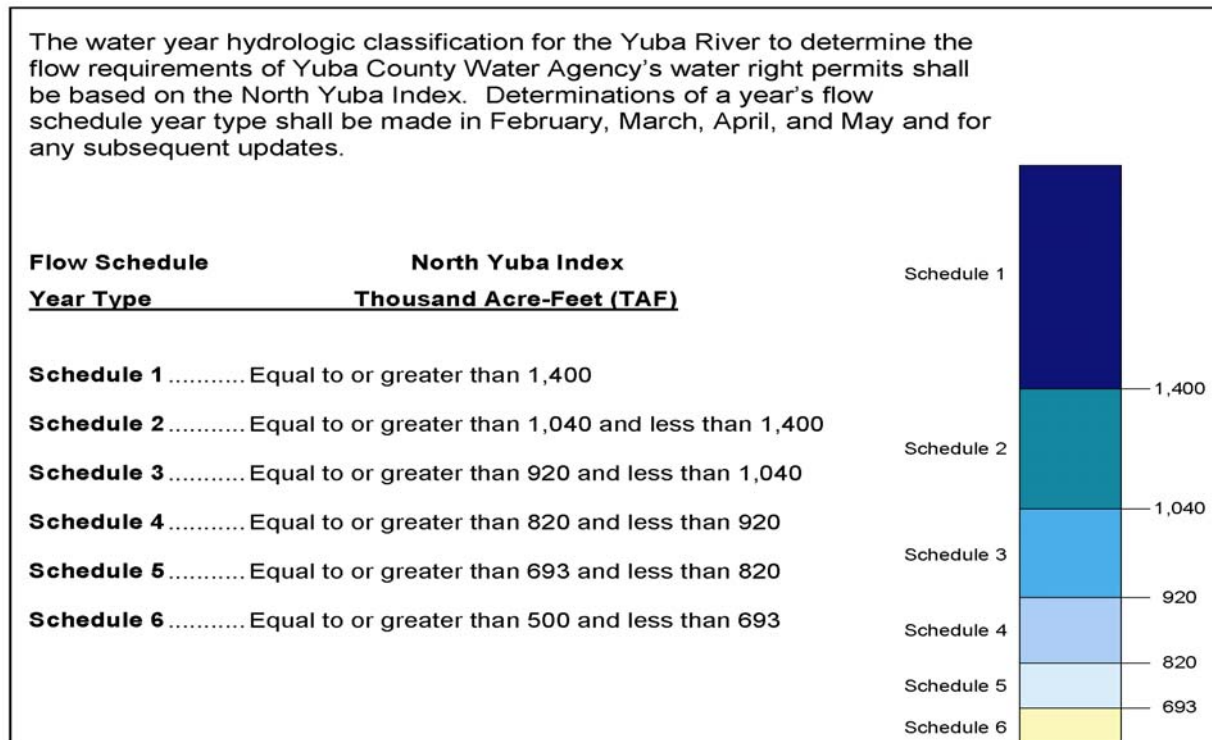 The water year hydrologic classification for the Yuba River to determine the
flow requirements of Yuba County Water Agency's water right permits shall
be based on the North Yuba Index.  Determinations of a year's flow
schedule year type shall be made in February, March, April, and May and for
any subsequent updates.
Flow Schedule North Yuba Index
Year Type Thousand Acre-Feet (TAF)
Schedule 1 ........... Equal to or greater than 1,400
Schedule 2 ........... Equal to or greater than 1,040 and less than 1,400
Schedule 3 ........... Equal to or greater than 920 and less than 1,040
Schedule 4 ........... Equal to or greater than 820 and less than 920
Schedule 5 ........... Equal to or greater than 693 and less than 820
Schedule 6 ........... Equal to or greater than 500 and less than 693
Schedule 1
1,400
Schedule 2
1,040
Schedule 3
920
Schedule 4
820
Schedule 5
693
Schedule 6